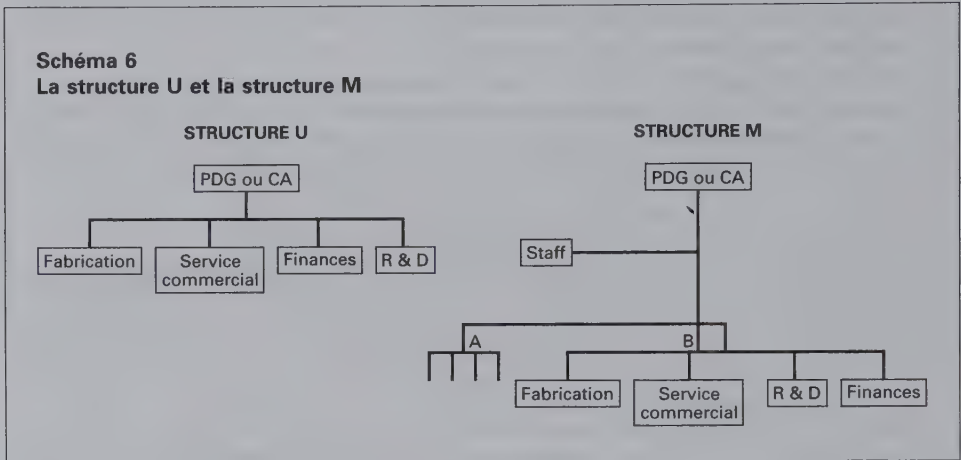 Schéma 6
La structure U et la structure M
STRUCTURE U
PDG ou CA
Fabrication
Service
commercial
Finances
R & D
STRUCTURE M
PDG ou CA
Staff
A
B
Fabrication
Service
commercial
R & D
Finances